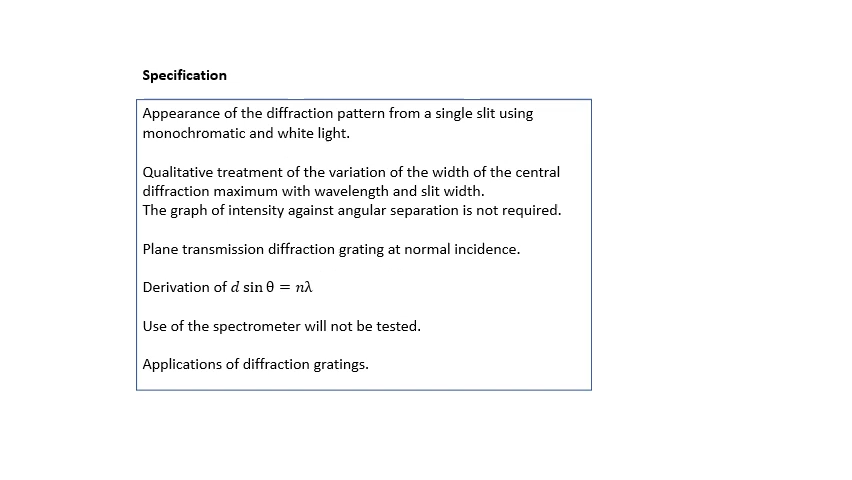 Specification
Appearance of the diffraction pattern from a single slit using
monochromatic and white light.
Qualitative treatment of the variation of the width of the central
diffraction maximum with wavelength and slit width.
The graph of intensity against angular separation is not required.
Plane transmission diffraction grating at normal incidence.
Derivation of d sin θ = nλ
Use of the spectrometer will not be tested.
Applications of diffraction gratings.